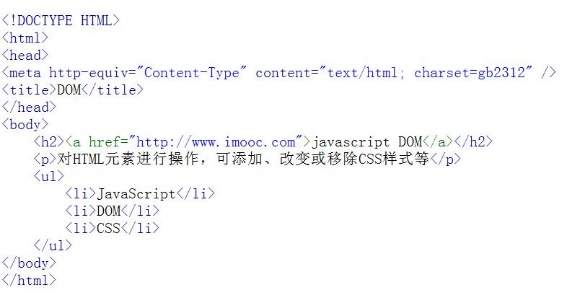 <!DOCTYPE HTML>
<html>
<head>
<meta http-equiv="Content-Type" content="text/html; charset=gb2312" />
<title>DOM</title>
</head>
<body>
    <h2><a href="http://www.imooc.com">javascript DOM</a></h2>
    <p>对HTML元素进行操作，可添加、改变或移除CSS样式等</p>
    <ul>
        <li>JavaScript</li>
        <li>DOM</li>
        <li>CSS</li>
    </ul>
</body>
</html>